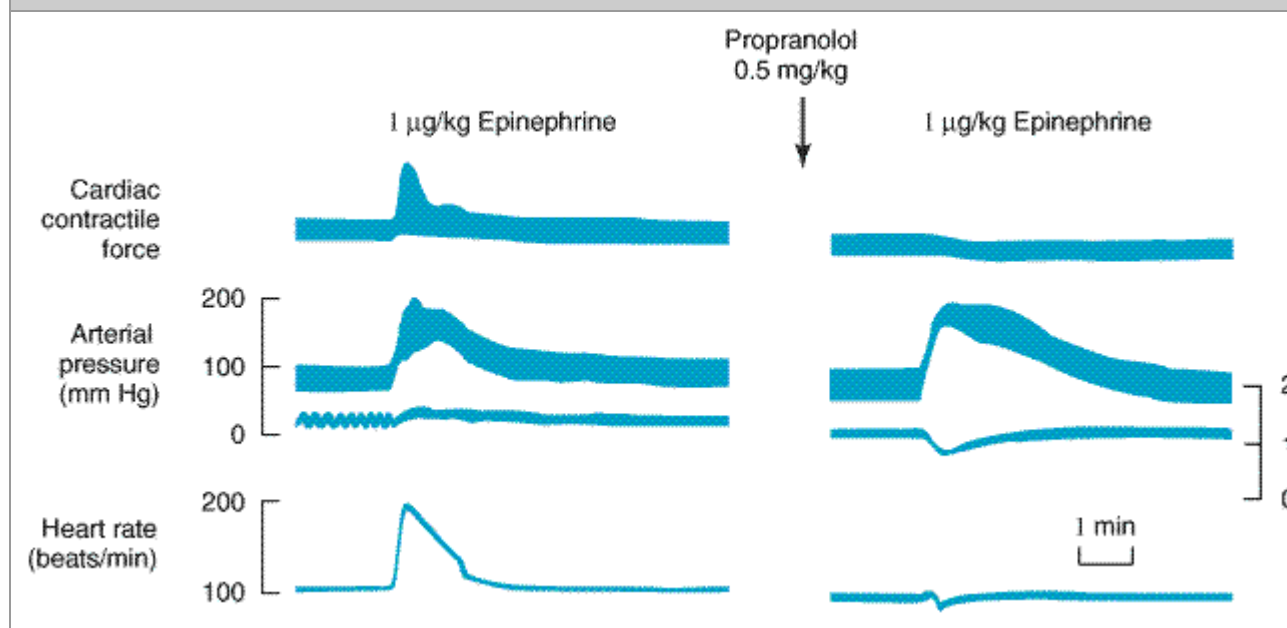 Propranolol
0.5 mg/kg
1 μg/kg Epinephrine
1 μg/kg Epinephrine
Cardiac
contractile
force
200
Arterial
pressure
(mm Hg)
100
0
200
Heart rate
(beats/min)
100
1 min